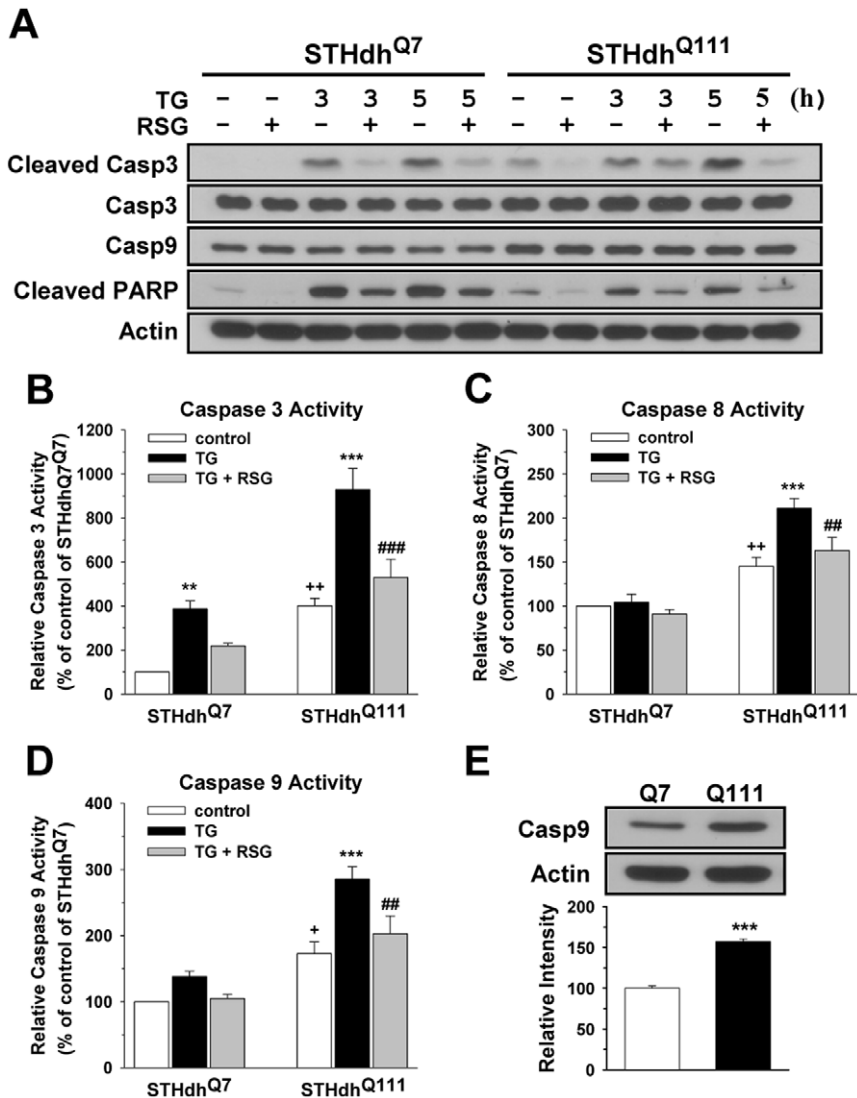 A
STHdhQ7 STHdhQ111
TG – – 3 3 5 5 – – 3 3 5 5 (h)
RSG – + – + – + – + – + – +
Cleaved Casp3
Casp3
Casp9
Cleaved PARP
Actin
B
Caspase 3 Activity
Relative Caspase 3 Activity
(% of control of STHdhQ7Q7)
1200
1000
800
600
400
200
0
control
TG
TG + RSG
**
++
***
###
STHdhQ7 STHdhQ111
C
Caspase 8 Activity
Relative Caspase 8 Activity
(% of control of STHdhQ7)
300
250
200
150
100
50
0
control
TG
TG + RSG
++
***
##
STHdhQ7 STHdhQ111
D
Caspase 9 Activity
Relative Caspase 9 Activity
(% of control of STHdhQ7)
400
300
200
100
0
control
TG
TG + RSG
+
***
##
STHdhQ7 STHdhQ111
E
Q7 Q111
Casp9
Actin
Relative Intensity
200
150
100
50
0
***